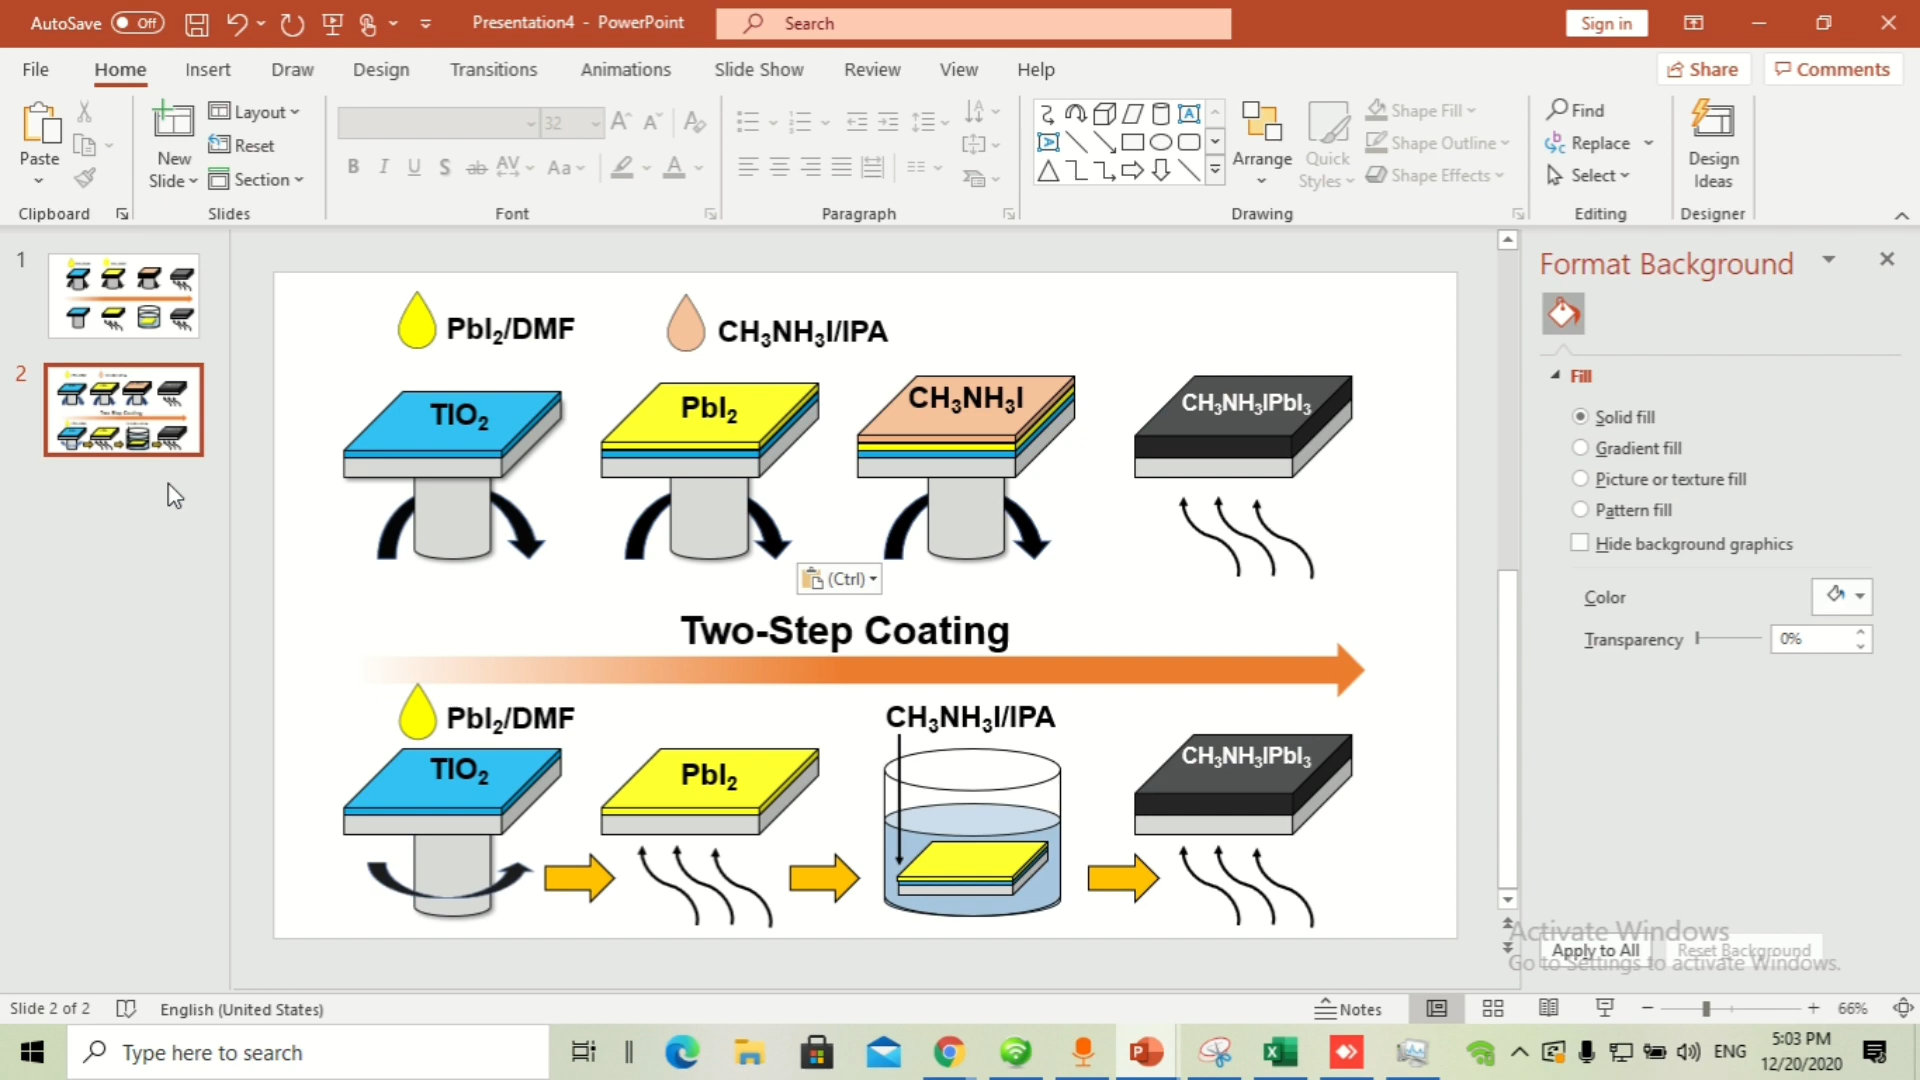 AutoSave Off Presentation4 - PowerPoint Search Sign in
File Home Insert Draw Design Transitions Animations Slide Show Review View Help Share Comments
Paste New Slide Layout Reset Section 32 Aa Arrange Quick Styles Shape Fill Shape Outline Shape Effects Find Replace Select Design Ideas
Clipboard Slides Font Paragraph Drawing Editing Designer
1
2
PbI2/DMF CH3NH3I/IPA
TIO2 PbI2 CH3NH3I CH3NH3IPbI3
(Ctrl)
Two-Step Coating
PbI2/DMF CH3NH3I/IPA
TIO2 PbI2 CH3NH3IPbI3
Format Background
Fill
Solid fill
Gradient fill
Picture or texture fill
Pattern fill
Hide background graphics
Color
Transparency 0%
Activate Windows
Apply to All Reset Background
Go to Settings to activate Windows.
Slide 2 of 2 English (United States) Notes 66%
Type here to search ENG 5:03 PM
12/20/2020